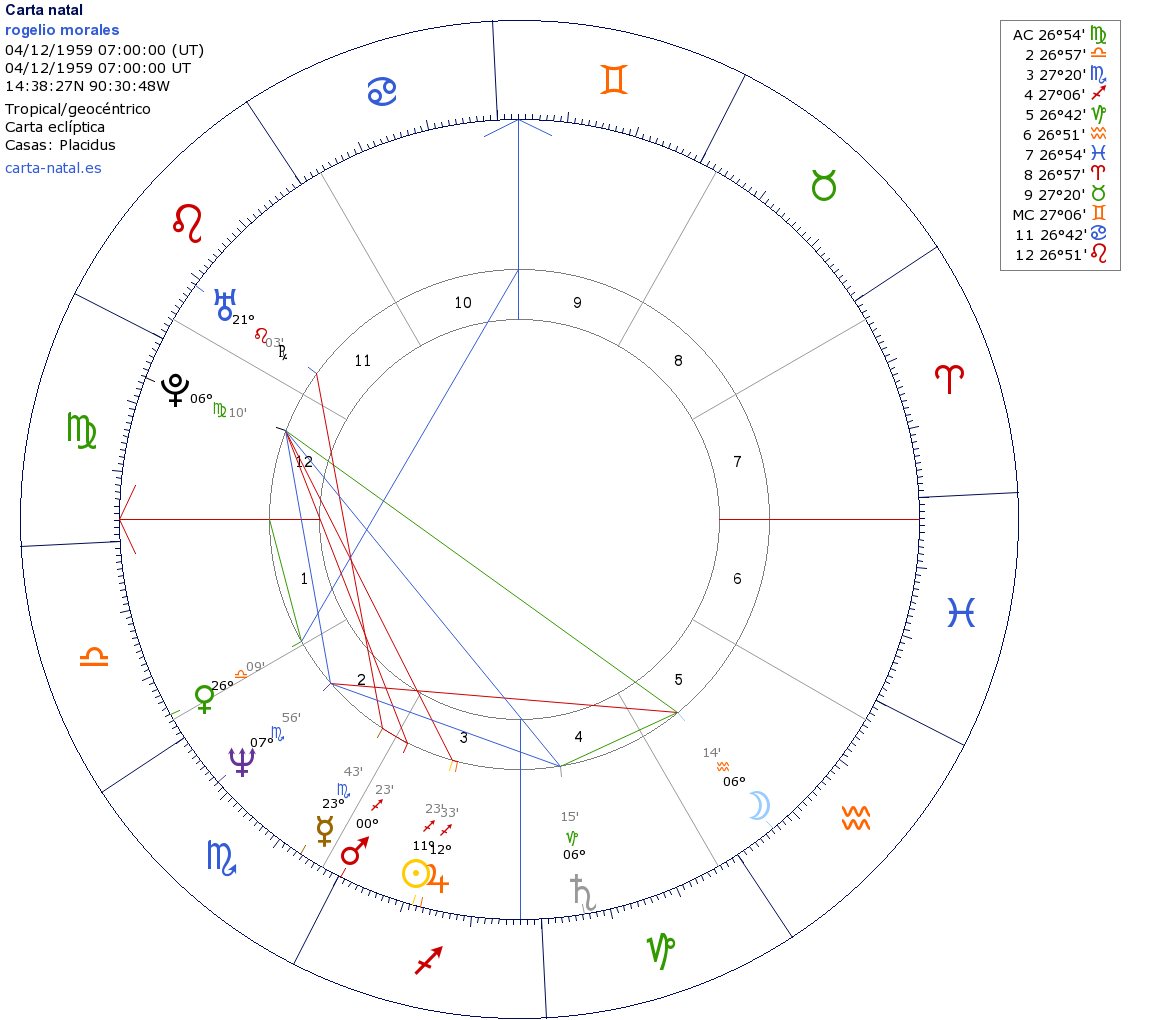 Carta natal
rogelio morales
04/12/1959 07:00:00 (UT)
04/12/1959 07:00:00 UT
14:38:27N 90:30:48W
Tropical/geocéntrico
Carta eclíptica
Casas: Placidus
carta-natal.es
AC 26°54' ♍
2 26°57' ♎
3 27°20' ♏
4 27°06' ♐
5 26°42' ♑
6 26°51' ♒
7 26°54' ♓
8 26°57' ♈
9 27°20' ♉
MC 27°06' ♊
11 26°42' ♋
12 26°51' ♌
♊
♋
♉
♌
10
9
♅ 21° ♌ 03' ℞
11
8
♇ 06° ♍ 10'
♈
♍
12
7
1
6
♓
♎
♀ 26° ♎ 09'
2
5
♆ 07° ♏ 56'
3
4
☿ 23° ♏ 43'
♂ 00° ♐ 23'
☉ 11° ♐ 23'
♃ 12° ♐ 33'
♄ 06° ♑ 15'
☽ 06° ♒ 14'
♒
♏
♐
♑